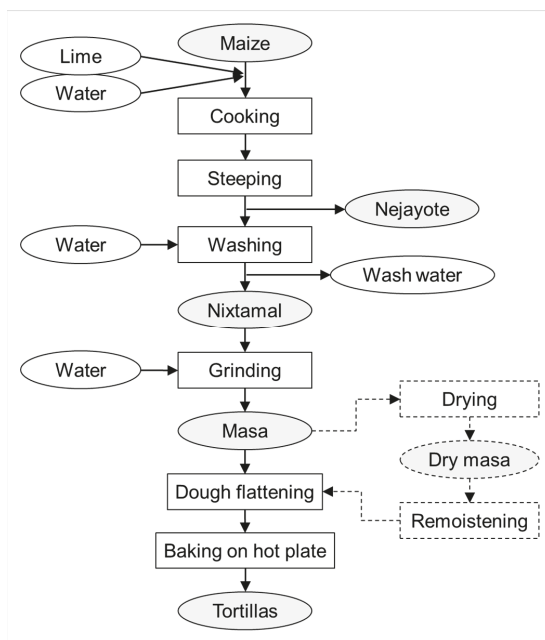 Maize
Lime
Water
Cooking
Steeping
Nejayote
Water
Washing
Wash water
Nixtamal
Water
Grinding
Drying
Masa
Dry masa
Dough flattening
Remoistening
Baking on hot plate
Tortillas